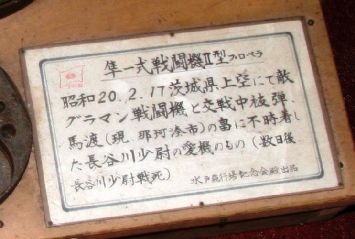 隼一式戦闘機Ⅱ型プロペラ
昭和20.2.17茨城県上空にて敵
グラマン戦闘機と交戦中被弾、
馬渡(現.那珂湊市)の畠に不時着し
た長谷川少尉の愛機のもの(数日後
長谷川少尉戦死) 水戸飛行場記念会殿出品